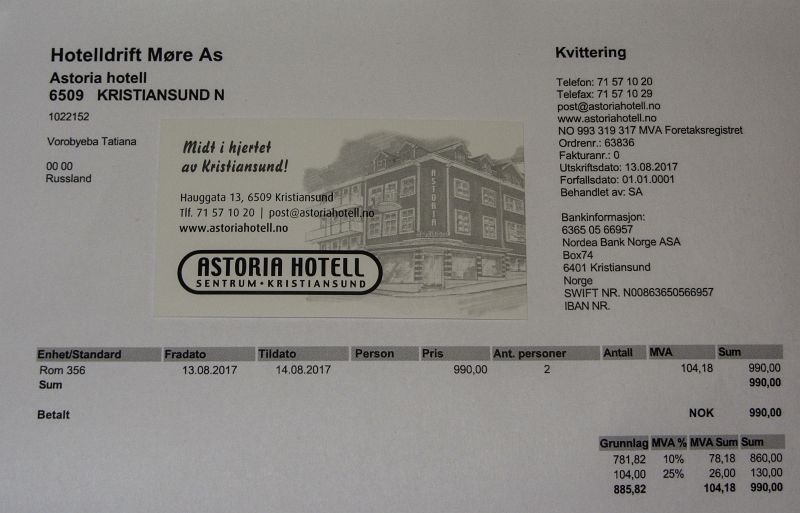 Hotelldrift Møre As
Astoria hotell
6509 KRISTIANSUND N
1022152
Vorobyeba Tatiana
00 00
Russland
Kvittering
Telefon: 71 57 10 20
Telefax: 71 57 10 29
post@astoriahotell.no
www.astoriahotell.no
NO 993 319 317 MVA Foretaksregistret
Ordrenr.: 63836
Fakturanr.: 0
Utskriftsdato: 13.08.2017
Forfallsdato: 01.01.0001
Behandlet av: SA
Bankinformasjon:
6365 05 66957
Nordea Bank Norge ASA
Box74
6401 Kristiansund
Norge
SWIFT NR. N00863650566957
IBAN NR.
Midt i hjertet
av Kristiansund!
Hauggata 13, 6509 Kristiansund
Tlf. 71 57 10 20 | post@astoriahotell.no
www.astoriahotell.no
ASTORIA HOTELL
SENTRUM • KRISTIANSUND
ASTORIA
Enhet/Standard Fradato Tildato Person Pris Ant. personer Antall MVA Sum
Rom 356 13.08.2017 14.08.2017 990,00 2 104,18 990,00
Sum 990,00
Betalt NOK 990,00
Grunnlag MVA % MVA Sum Sum
781,82 10% 78,18 860,00
104,00 25% 26,00 130,00
885,82 104,18 990,00